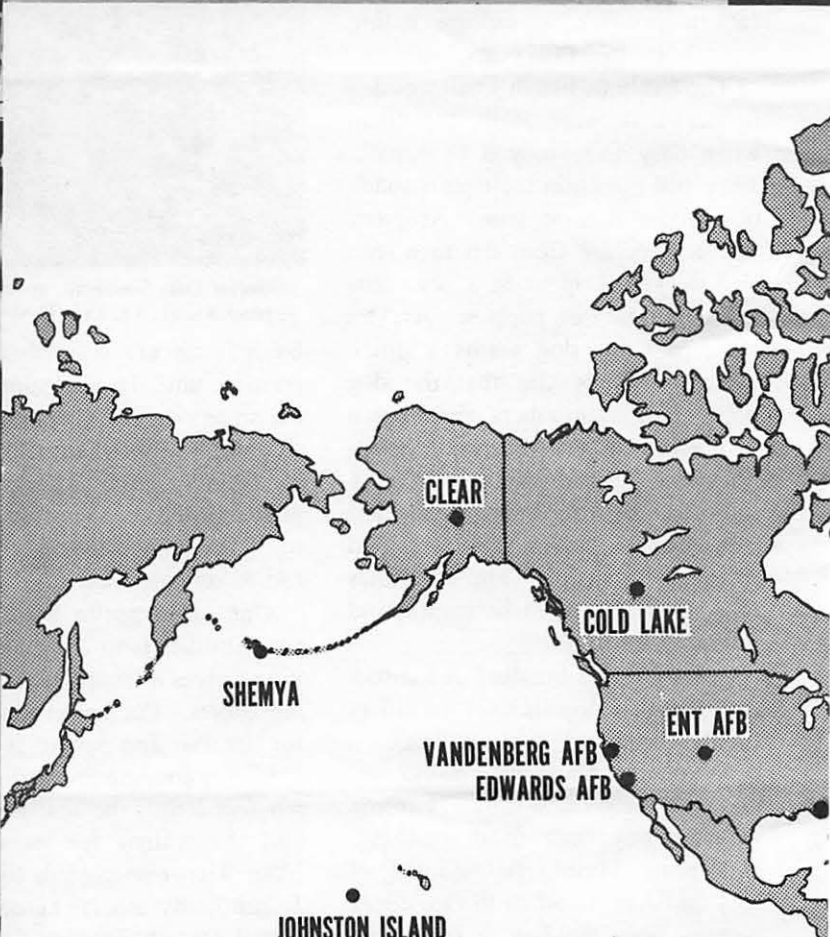 CLEAR
COLD LAKE
SHEMYA
ENT AFB
VANDENBERG AFB
EDWARDS AFB
JOHNSTON ISLAND